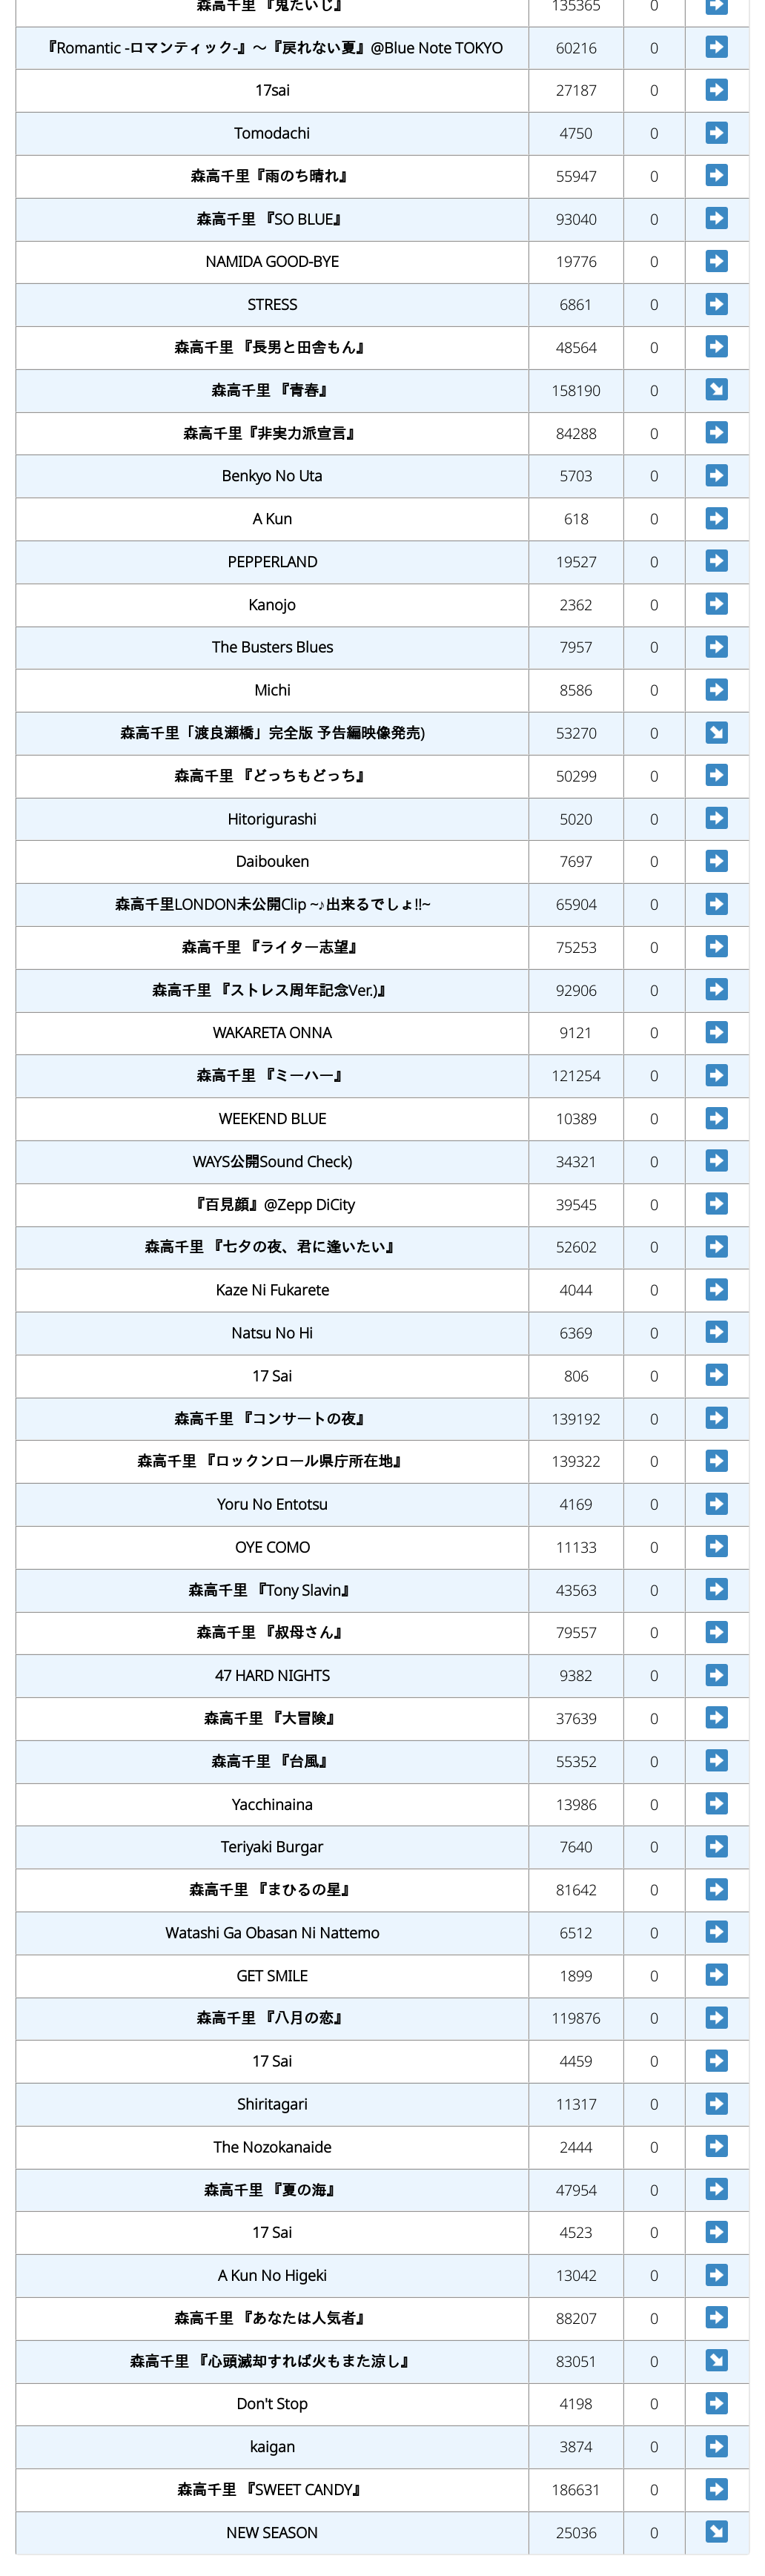 森高千里 『鬼たいじ』 135365 0 ➡
『Romantic -ロマンティック-』～『戻れない夏』@Blue Note TOKYO 60216 0 ➡
17sai 27187 0 ➡
Tomodachi 4750 0 ➡
森高千里『雨のち晴れ』 55947 0 ➡
森高千里 『SO BLUE』 93040 0 ➡
NAMIDA GOOD-BYE 19776 0 ➡
STRESS 6861 0 ➡
森高千里 『長男と田舎もん』 48564 0 ➡
森高千里 『青春』 158190 0 ↘
森高千里『非実力派宣言』 84288 0 ➡
Benkyo No Uta 5703 0 ➡
A Kun 618 0 ➡
PEPPERLAND 19527 0 ➡
Kanojo 2362 0 ➡
The Busters Blues 7957 0 ➡
Michi 8586 0 ➡
森高千里「渡良瀬橋」完全版 予告編映像発売) 53270 0 ↘
森高千里 『どっちもどっち』 50299 0 ➡
Hitorigurashi 5020 0 ➡
Daibouken 7697 0 ➡
森高千里LONDON未公開Clip ~♪出来るでしょ!!~ 65904 0 ➡
森高千里 『ライター志望』 75253 0 ➡
森高千里 『ストレス周年記念Ver.)』 92906 0 ➡
WAKARETA ONNA 9121 0 ➡
森高千里 『ミーハー』 121254 0 ➡
WEEKEND BLUE 10389 0 ➡
WAYS公開Sound Check) 34321 0 ➡
『百見顔』@Zepp DiCity 39545 0 ➡
森高千里 『七夕の夜、君に逢いたい』 52602 0 ➡
Kaze Ni Fukarete 4044 0 ➡
Natsu No Hi 6369 0 ➡
17 Sai 806 0 ➡
森高千里 『コンサートの夜』 139192 0 ➡
森高千里 『ロックンロール県庁所在地』 139322 0 ➡
Yoru No Entotsu 4169 0 ➡
OYE COMO 11133 0 ➡
森高千里 『Tony Slavin』 43563 0 ➡
森高千里 『叔母さん』 79557 0 ➡
47 HARD NIGHTS 9382 0 ➡
森高千里 『大冒険』 37639 0 ➡
森高千里 『台風』 55352 0 ➡
Yacchinaina 13986 0 ➡
Teriyaki Burgar 7640 0 ➡
森高千里 『まひるの星』 81642 0 ➡
Watashi Ga Obasan Ni Nattemo 6512 0 ➡
GET SMILE 1899 0 ➡
森高千里 『八月の恋』 119876 0 ➡
17 Sai 4459 0 ➡
Shiritagari 11317 0 ➡
The Nozokanaide 2444 0 ➡
森高千里 『夏の海』 47954 0 ➡
17 Sai 4523 0 ➡
A Kun No Higeki 13042 0 ➡
森高千里 『あなたは人気者』 88207 0 ➡
森高千里 『心頭滅却すれば火もまた涼し』 83051 0 ↘
Don't Stop 4198 0 ➡
kaigan 3874 0 ➡
森高千里 『SWEET CANDY』 186631 0 ➡
NEW SEASON 25036 0 ↘